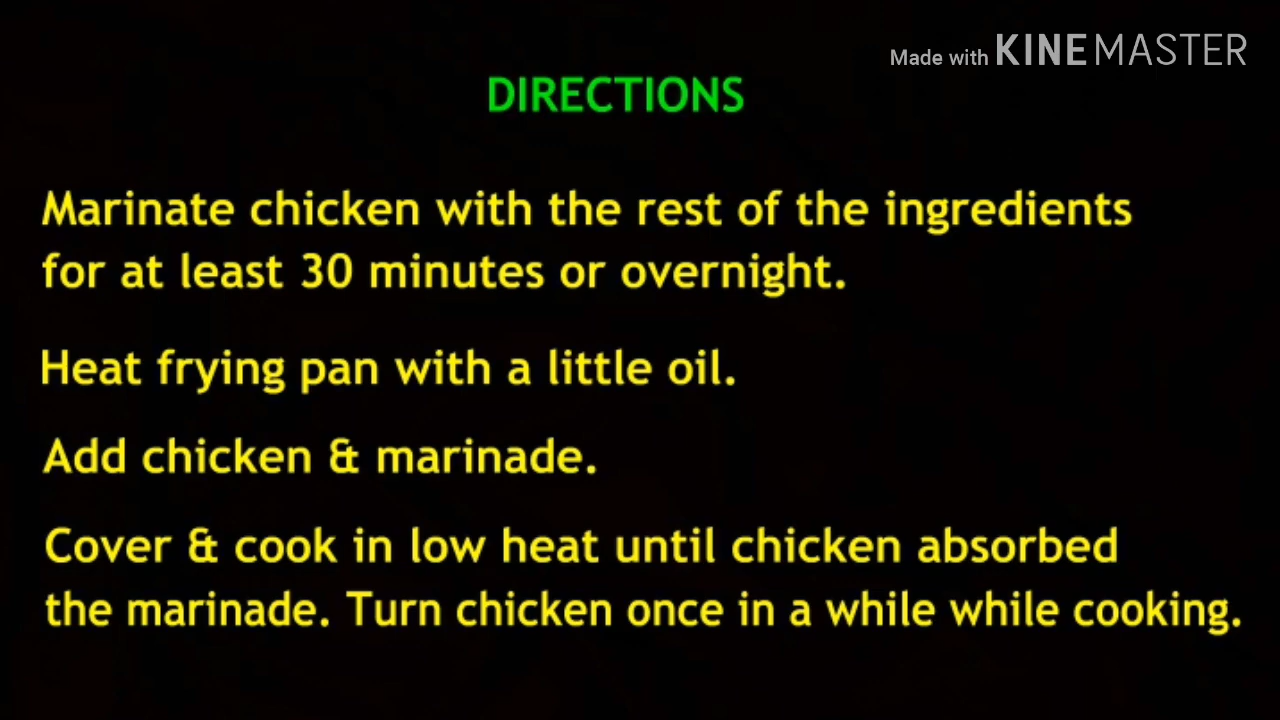 Made with KINEMASTER
DIRECTIONS
Marinate chicken with the rest of the ingredients
for at least 30 minutes or overnight.
Heat frying pan with a little oil.
Add chicken & marinade.
Cover & cook in low heat until chicken absorbed
the marinade. Turn chicken once in a while while cooking.